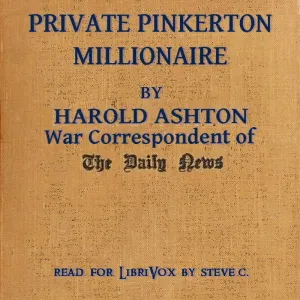 PRIVATE PINKERTON
MILLIONAIRE
BY
HAROLD ASHTON
War Correspondent of
The Daily News
READ FOR LIBRIVOX BY STEVE C.